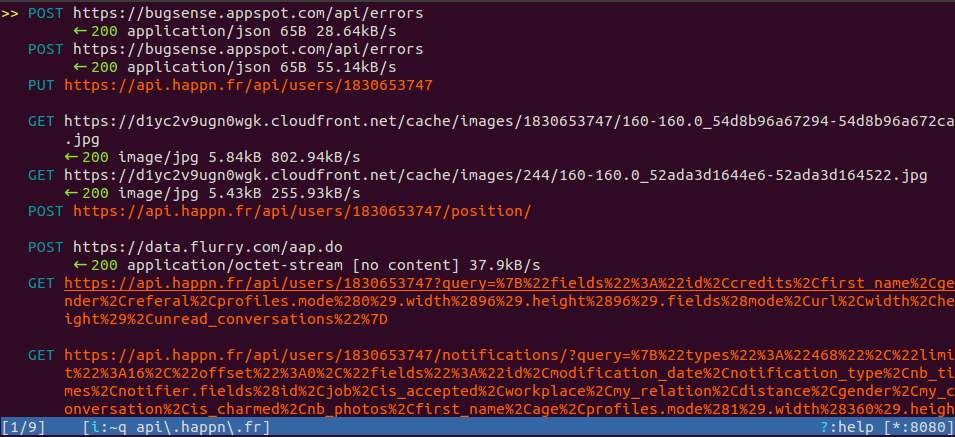 >> POST https://bugsense.appspot.com/api/errors
← 200 application/json 65B 28.64kB/s
POST https://bugsense.appspot.com/api/errors
← 200 application/json 65B 55.14kB/s
PUT https://api.happn.fr/api/users/1830653747
GET https://d1yc2v9ugn0wgk.cloudfront.net/cache/images/1830653747/160-160.0_54d8b96a67294-54d8b96a672ca
.jpg
← 200 image/jpg 5.84kB 802.94kB/s
GET https://d1yc2v9ugn0wgk.cloudfront.net/cache/images/244/160-160.0_52ada3d1644e6-52ada3d164522.jpg
← 200 image/jpg 5.43kB 255.93kB/s
POST https://api.happn.fr/api/users/1830653747/position/
POST https://data.flurry.com/aap.do
← 200 application/octet-stream [no content] 37.9kB/s
GET https://api.happn.fr/api/users/1830653747?query=%7B%22fields%22%3A%22id%2Ccredits%2Cfirst_name%2Cge
nder%2Creferal%2Cprofiles.mode%280%29.width%2896%29.height%2896%29.fields%28mode%2Curl%2Cwidth%2Che
ight%29%2Cunread_conversations%22%7D
GET https://api.happn.fr/api/users/1830653747/notifications/?query=%7B%22types%22%3A%22468%22%2C%22limi
t%22%3A16%2C%22offset%22%3A0%2C%22fields%22%3A%22id%2Cmodification_date%2Cnotification_type%2Cnb_ti
mes%2Cnotifier.fields%28id%2Cjob%2Cis_accepted%2Cworkplace%2Cmy_relation%2Cdistance%2Cgender%2Cmy_c
onversation%2Cis_charmed%2Cnb_photos%2Cfirst_name%2Cage%2Cprofiles.mode%281%29.width%28360%29.heigh
[1/9] [i:~q api\.happn\.fr] ?:help [*:8080]